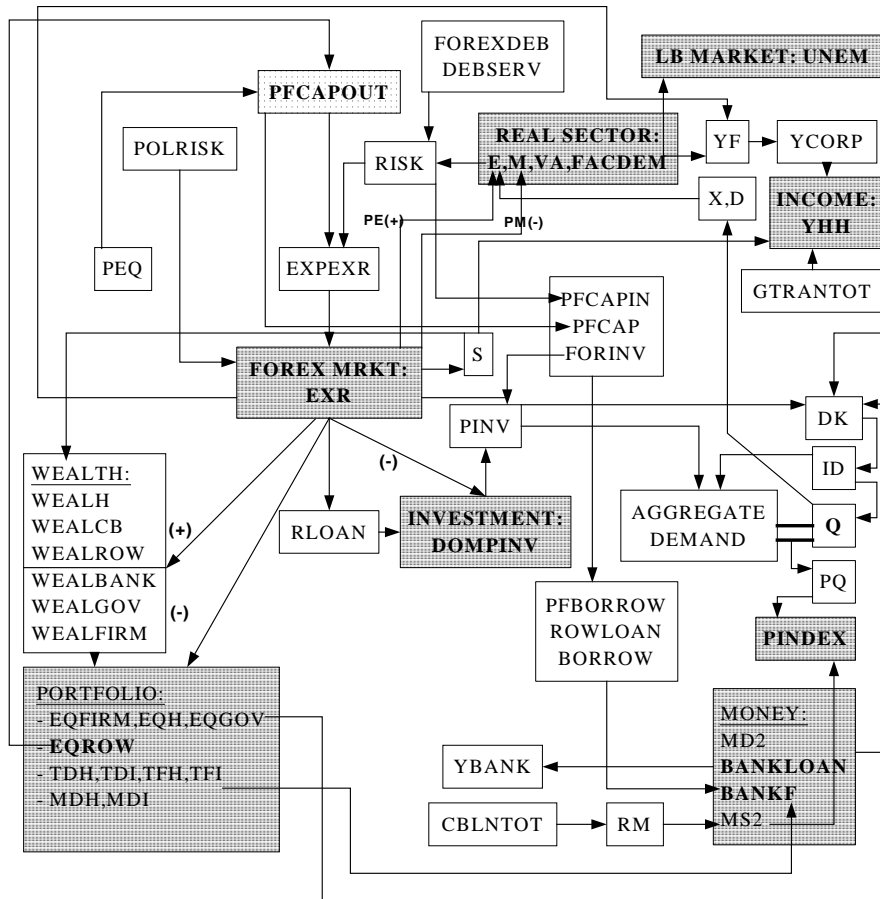 FOREXDEB
DEBSERV
LB MARKET: UNEM
PFCAPOUT
REAL SECTOR:
E,M,VA,FACDEM
YF
YCORP
POLRISK
RISK
X,D
INCOME:
YHH
PE(+)
PM(-)
PEQ
EXPEXR
GTRANTOT
PFCAPIN
PFCAP
FORINV
S
FOREX MRKT:
EXR
DK
PINV
WEALTH:
WEALH
WEALCB
WEALROW
WEALBANK
WEALGOV
WEALFIRM
(+)
(-)
(-)
ID
RLOAN
INVESTMENT:
DOMPINV
AGGREGATE
DEMAND
Q
PQ
PFBORROW
ROWLOAN
BORROW
PINDEX
PORTFOLIO:
- EQFIRM,EQH,EQGOV
- EQROW
- TDH,TDI,TFH,TFI
- MDH,MDI
MONEY:
MD2
BANKLOAN
BANKF
MS2
YBANK
CBLNTOT
RM